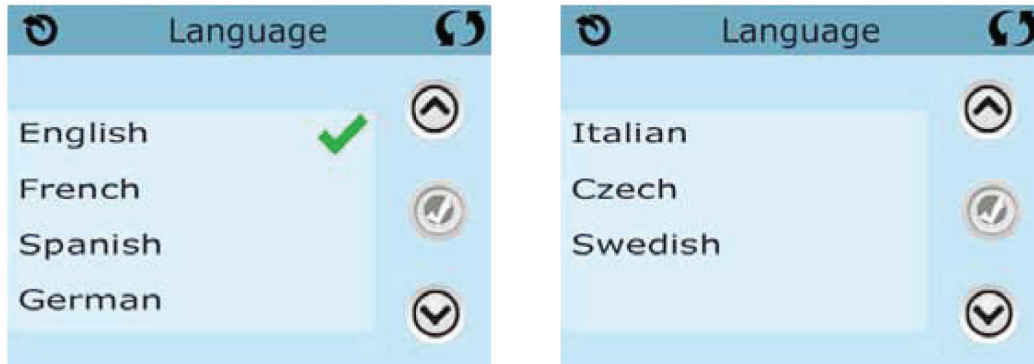 Language
English
French
Spanish
German
Language
Italian
Czech
Swedish